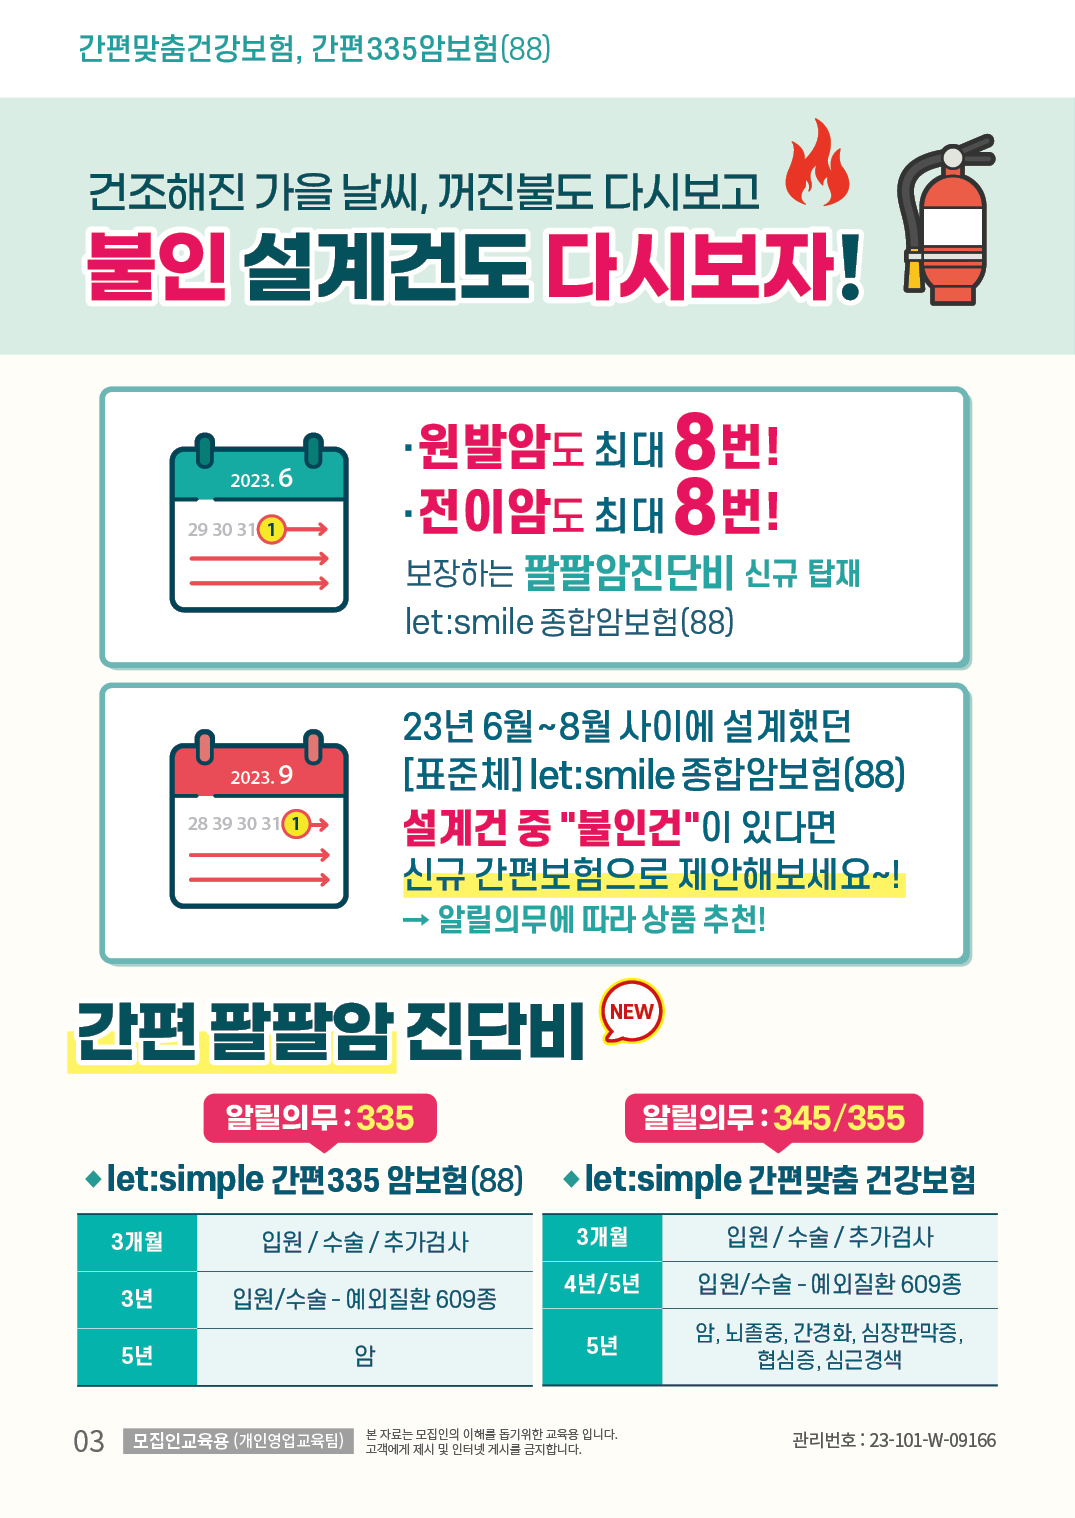 간편맞춤건강보험, 간편335암보험(88)
건조해진 가을 날씨, 꺼진불도 다시보고
불인 설계건도 다시보자!
2023. 6
29 30 31 1
·원발암도 최대 8번!
·전이암도 최대 8번!
보장하는 팔팔암진단비 신규 탑재
let:smile 종합암보험(88)
2023. 9
28 39 30 31 1
23년 6월~8월 사이에 설계했던
[표준체] let:smile 종합암보험(88)
설계건 중 "불인건"이 있다면
신규 간편보험으로 제안해보세요~!
→ 알릴의무에 따라 상품 추천!
간편 팔팔암 진단비
NEW
알릴의무 : 335
◆ let:simple 간편335 암보험(88)
3개월 입원 / 수술 / 추가검사
3년 입원/수술 - 예외질환 609종
5년 암
알릴의무 : 345/355
◆ let:simple 간편맞춤 건강보험
3개월 입원 / 수술 / 추가검사
4년/5년 입원/수술 - 예외질환 609종
5년 암, 뇌졸중, 간경화, 심장판막증,
협심증, 심근경색
03
모집인교육용 (개인영업교육팀)
본 자료는 모집인의 이해를 돕기위한 교육용 입니다.
고객에게 제시 및 인터넷 게시를 금지합니다.
관리번호 : 23-101-W-09166